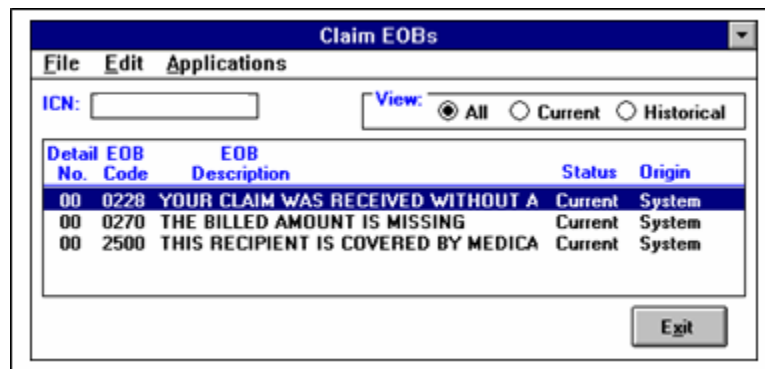 Claim EOBs
File Edit Applications
ICN: View: All Current Historical
Detail EOB EOB
No. Code Description Status Origin
00 0228 YOUR CLAIM WAS RECEIVED WITHOUT A Current System
00 0270 THE BILLED AMOUNT IS MISSING Current System
00 2500 THIS RECIPIENT IS COVERED BY MEDICA Current System
Exit